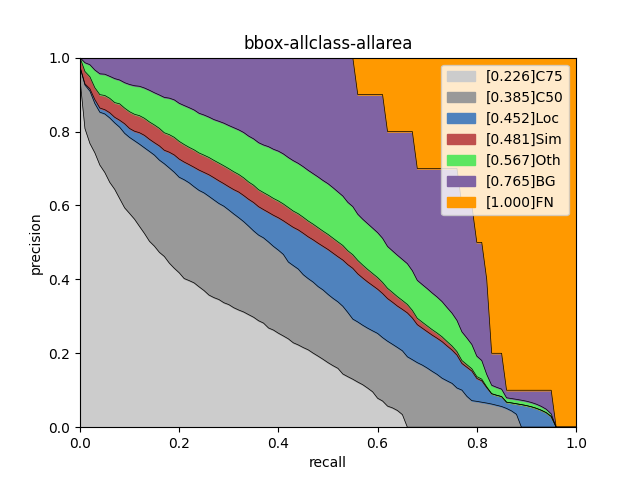 bbox-allclass-allarea
precision
1.0
0.8
0.6
0.4
0.2
0.0
[0.226]C75
[0.385]C50
[0.452]Loc
[0.481]Sim
[0.567]Oth
[0.765]BG
[1.000]FN
0.0 0.2 0.4 0.6 0.8 1.0
recall